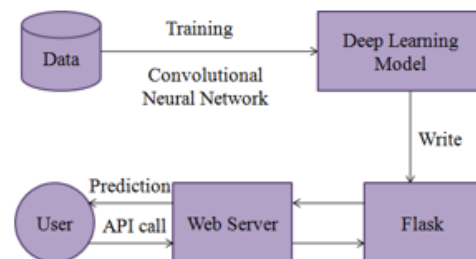 Training
Data
Convolutional
Neural Network
Deep Learning
Model
Write
Prediction
User
API call
Web Server
Flask